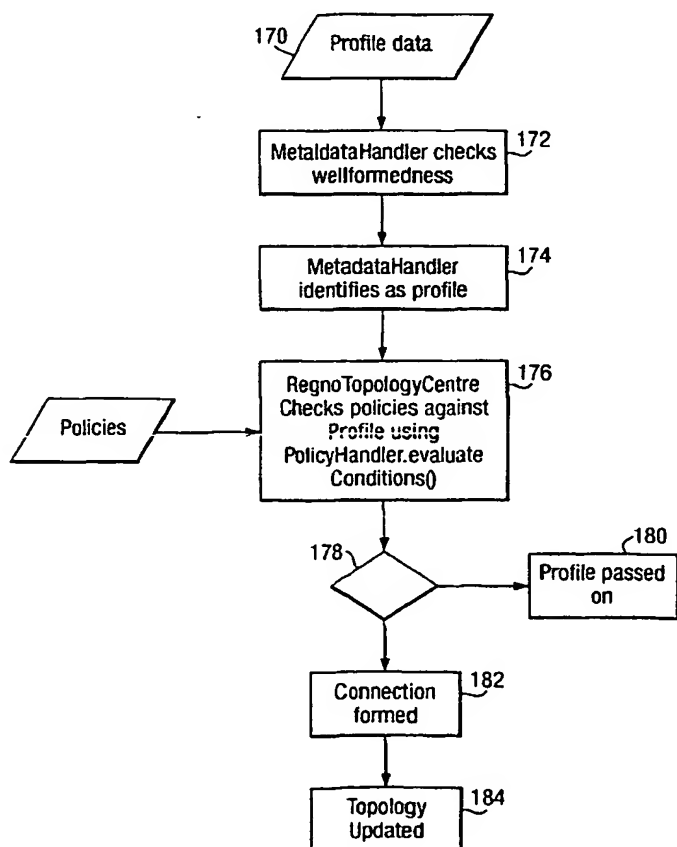 170
Profile data
172
MetaldataHandler checks
wellformedness
174
MetadataHandler
identifies as profile
176
RegnoTopologyCentre
Checks policies against
Profile using
PolicyHandler.evaluate
Conditions()
Policies
178
180
Profile passed
on
182
Connection
formed
184
Topology
Updated